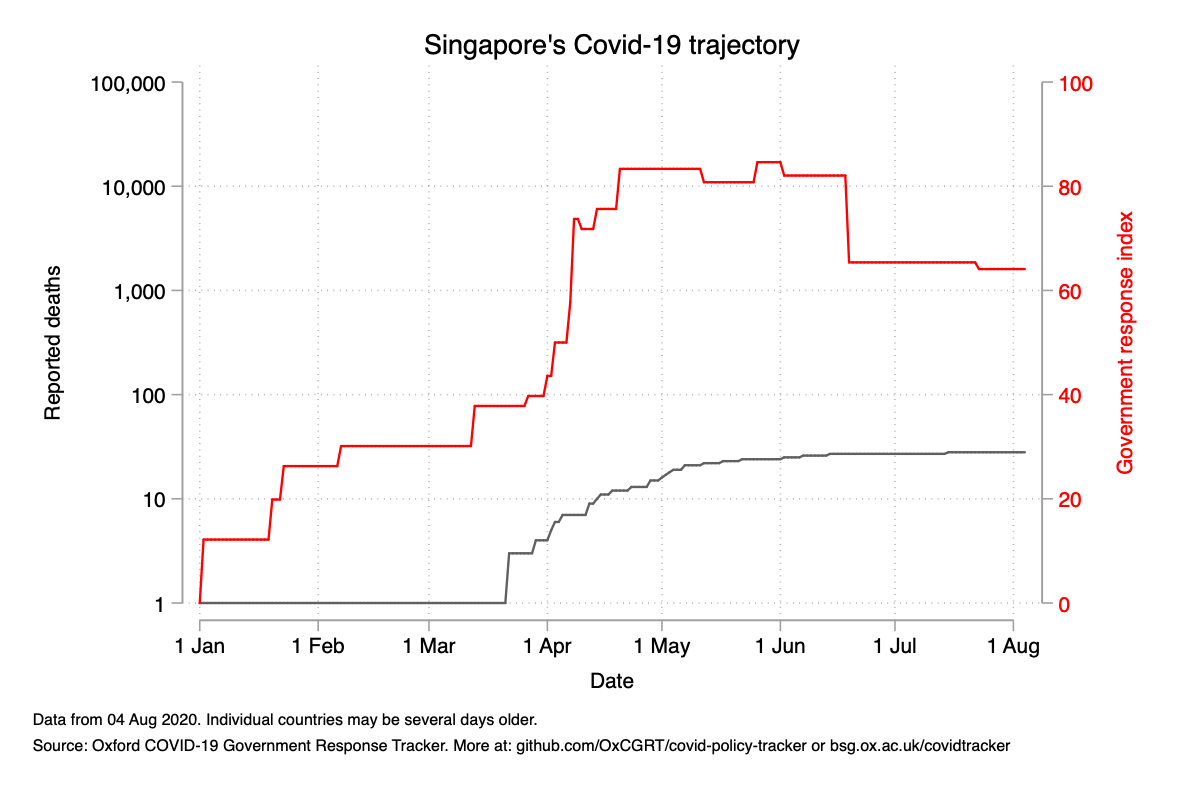 Singapore's Covid-19 trajectory
100,000
10,000
1,000
100
10
1
Reported deaths
100
80
60
40
20
0
Government response index
1 Jan 1 Feb 1 Mar 1 Apr 1 May 1 Jun 1 Jul 1 Aug
Date
Data from 04 Aug 2020. Individual countries may be several days older.
Source: Oxford COVID-19 Government Response Tracker. More at: github.com/OxCGRT/covid-policy-tracker or bsg.ox.ac.uk/covidtracker